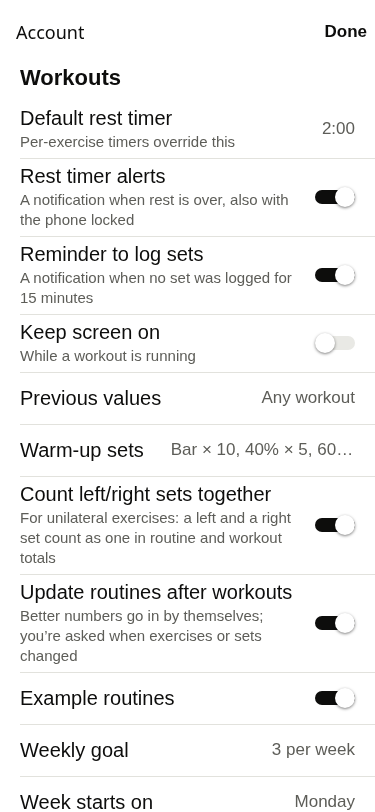 Account
Done
Workouts
Default rest timer
Per-exercise timers override this
2:00
Rest timer alerts
A notification when rest is over, also with
the phone locked
Reminder to log sets
A notification when no set was logged for
15 minutes
Keep screen on
While a workout is running
Previous values
Any workout
Warm-up sets
Bar × 10, 40% × 5, 60…
Count left/right sets together
For unilateral exercises: a left and a right
set count as one in routine and workout
totals
Update routines after workouts
Better numbers go in by themselves;
you’re asked when exercises or sets
changed
Example routines
Weekly goal
3 per week
Week starts on
Monday